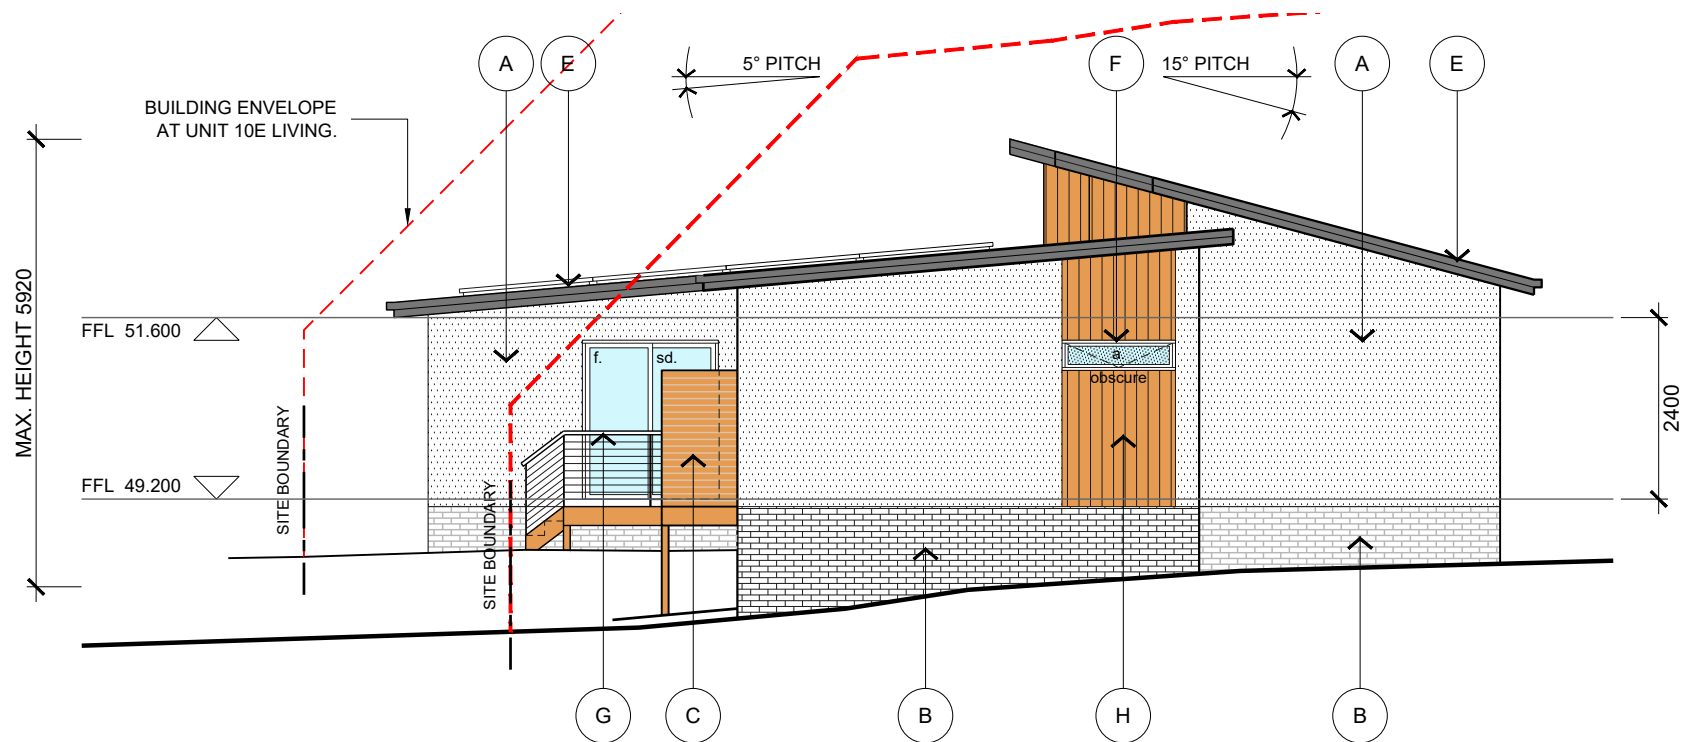 A
E
5° PITCH
F
15° PITCH
A
E
BUILDING ENVELOPE
AT UNIT 10E LIVING.
MAX. HEIGHT 5920
FFL 51.600
f.
sd.
a
obscure
2400
FFL 49.200
SITE BOUNDARY
SITE BOUNDARY
G
C
B
H
B